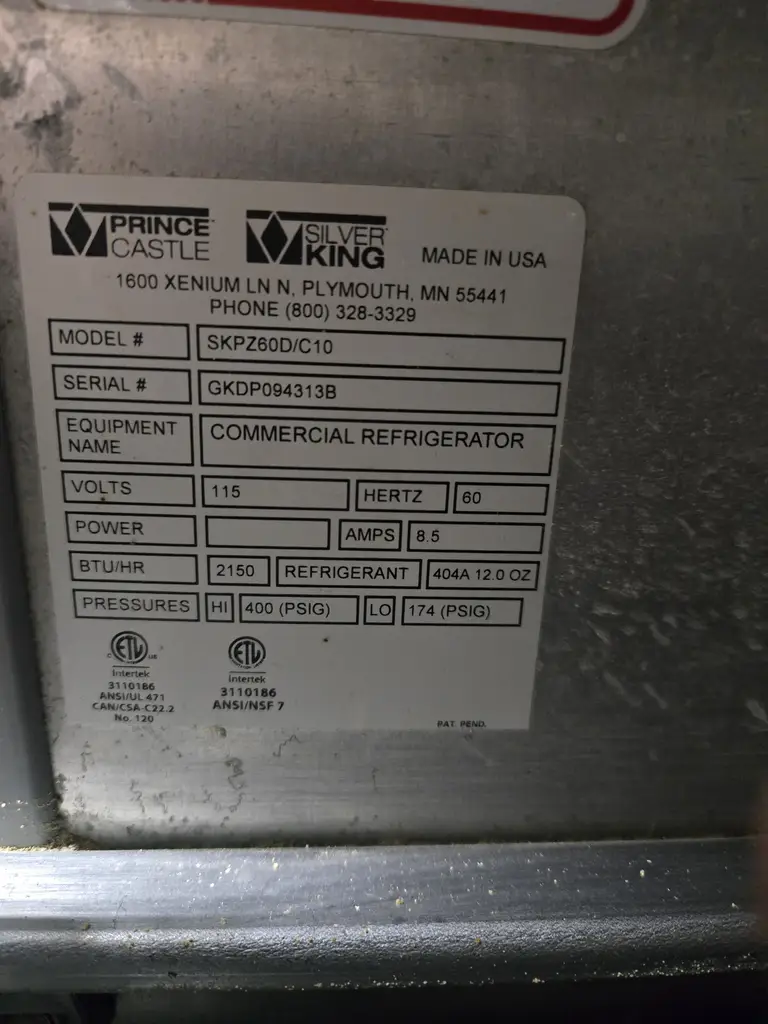 PRINCE CASTLE
SILVER KING
MADE IN USA
1600 XENIUM LN N, PLYMOUTH, MN 55441
PHONE (800) 328-3329
MODEL # SKPZ60D/C10
SERIAL # GKDP094313B
EQUIPMENT NAME COMMERCIAL REFRIGERATOR
VOLTS 115 HERTZ 60
POWER AMPS 8.5
BTU/HR 2150 REFRIGERANT 404A 12.0 OZ
PRESSURES HI 400 (PSIG) LO 174 (PSIG)
C ETL US
Intertek
3110186
ANSI/UL 471
CAN/CSA-C22.2
No. 120
ETL
Intertek
3110186
ANSI/NSF 7
PAT. PEND.